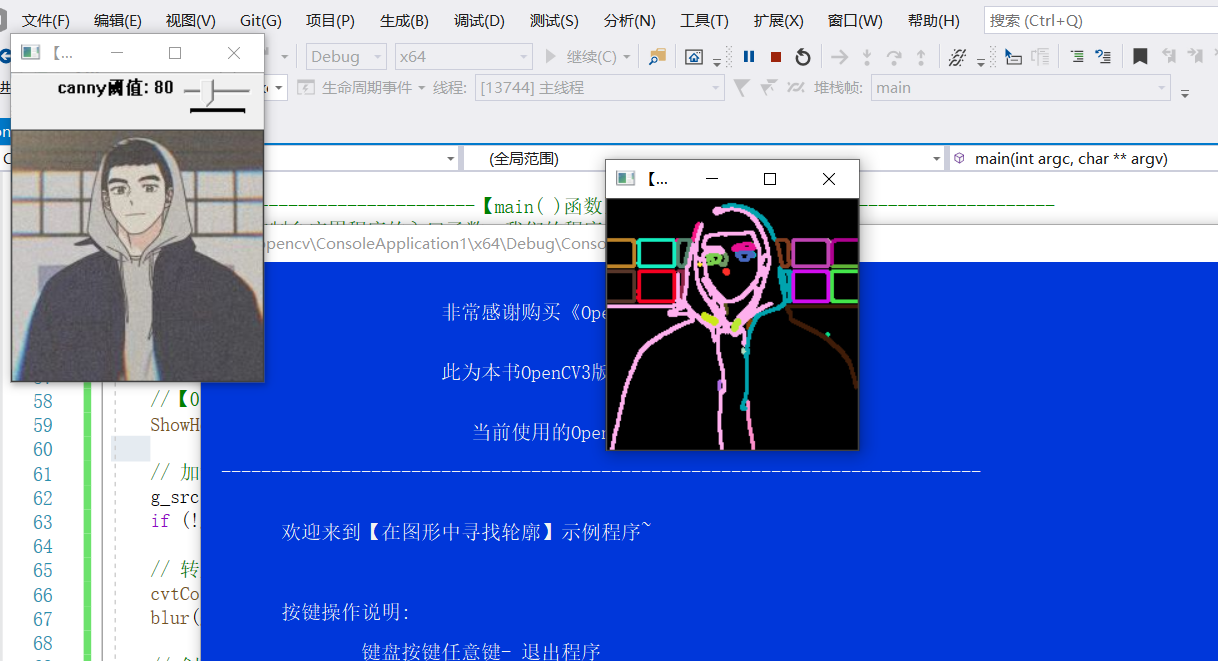 文件(F) 编辑(E) 视图(V) Git(G) 项目(P) 生成(B) 调试(D) 测试(S) 分析(N) 工具(T) 扩展(X) 窗口(W) 帮助(H) 搜索 (Ctrl+Q)
【...
Debug x64 继续(C)
canny阈值: 80
生命周期事件 线程: [13744] 主线程 堆栈帧: main
(全局范围) main(int argc, char ** argv)
【...
---------------------【main( )函数
opencv\ConsoleApplication1\x64\Debug\Conso
非常感谢购买《Ope
此为本书OpenCV3版
当前使用的Open
58 //【0
59 ShowH
60
61 // 加
62 g_src
63 if (!
64
65 // 转
66 cvtCo
67 blur(
68
欢迎来到【在图形中寻找轮廓】示例程序~
按键操作说明:
键盘按键任意键- 退出程序